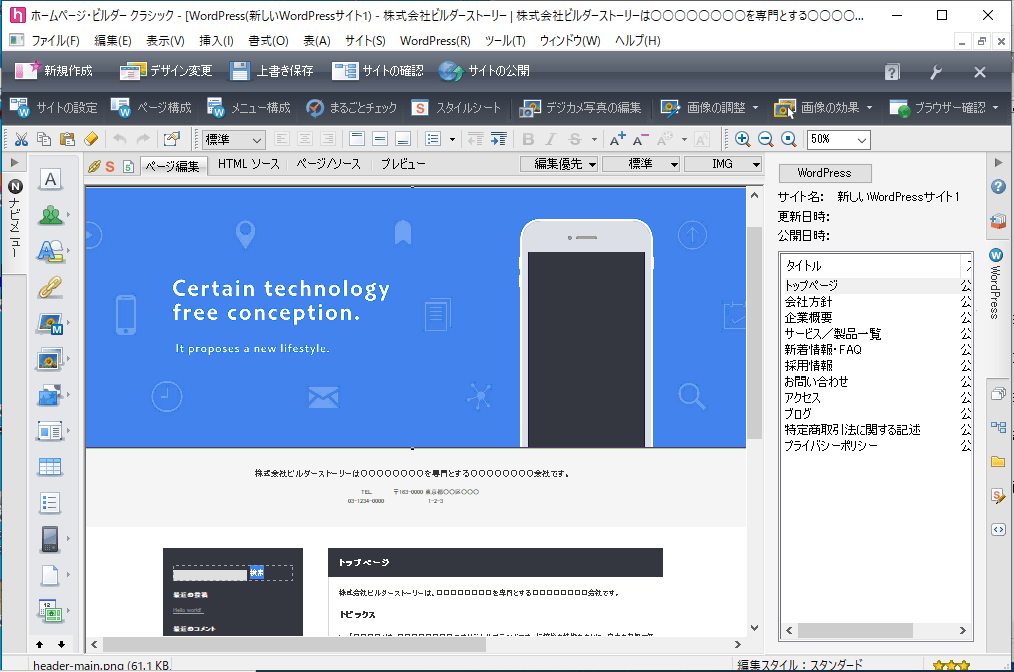 ホームページ・ビルダー クラシック - [WordPress(新しいWordPressサイト1) - 株式会社ビルダーストーリー | 株式会社ビルダーストーリーは○○○○○○○○を専門とする○○○○...
ファイル(F) 編集(E) 表示(V) 挿入(I) 書式(O) 表(A) サイト(S) WordPress(R) ツール(T) ウィンドウ(W) ヘルプ(H)
新規作成 デザイン変更 上書き保存 サイトの確認 サイトの公開
サイトの設定 ページ構成 メニュー構成 まるごとチェック スタイルシート デジカメ写真の編集 画像の調整 画像の効果 ブラウザー確認
標準 50%
ページ編集 HTML ソース ページ/ソース プレビュー 編集優先 標準 IMG
ナビメニュー
Certain technology
free conception.
It proposes a new lifestyle.
株式会社ビルダーストーリーは○○○○○○○○を専門とする○○○○○○○○会社です。
TEL 〒163-0000 東京都○○区○○○
03-1234-0000 1-2-3
検索
最近の投稿
Hello world!
最近のコメント
トップページ
株式会社ビルダーストーリーは、○○○○○○○○を専門とする○○○○○○○○会社です。
トピックス
WordPress
サイト名: 新しいWordPressサイト1
更新日時:
公開日時:
タイトル
トップページ 公
会社方針 公
企業概要 公
サービス／製品一覧 公
新着情報・FAQ 公
採用情報 公
お問い合わせ 公
アクセス 公
ブログ 公
特定商取引法に関する記述 公
プライバシーポリシー 公
WordPress
header-main.png (61.1 KB,
編集スタイル：スタンダード